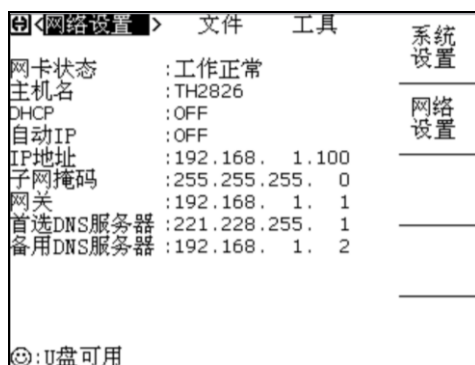 <网络设置 > 文件 工具
网卡状态 :工作正常
主机名 :TH2826
DHCP :OFF
自动IP :OFF
IP地址 :192.168. 1.100
子网掩码 :255.255.255. 0
网关 :192.168. 1. 1
首选DNS服务器 :221.228.255. 1
备用DNS服务器 :192.168. 1. 2
:U盘可用
系统
设置
网络
设置